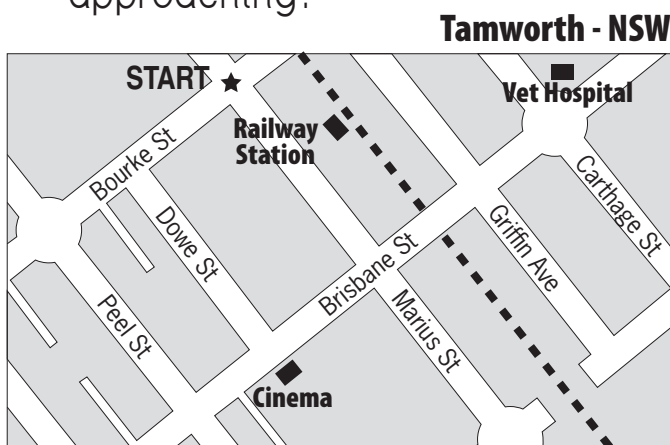 approaching?
Tamworth - NSW
START
Vet Hospital
Railway
Station
Bourke St
Carthage St
Dowe St
Griffin Ave
Brisbane St
Peel St
Marius St
Cinema